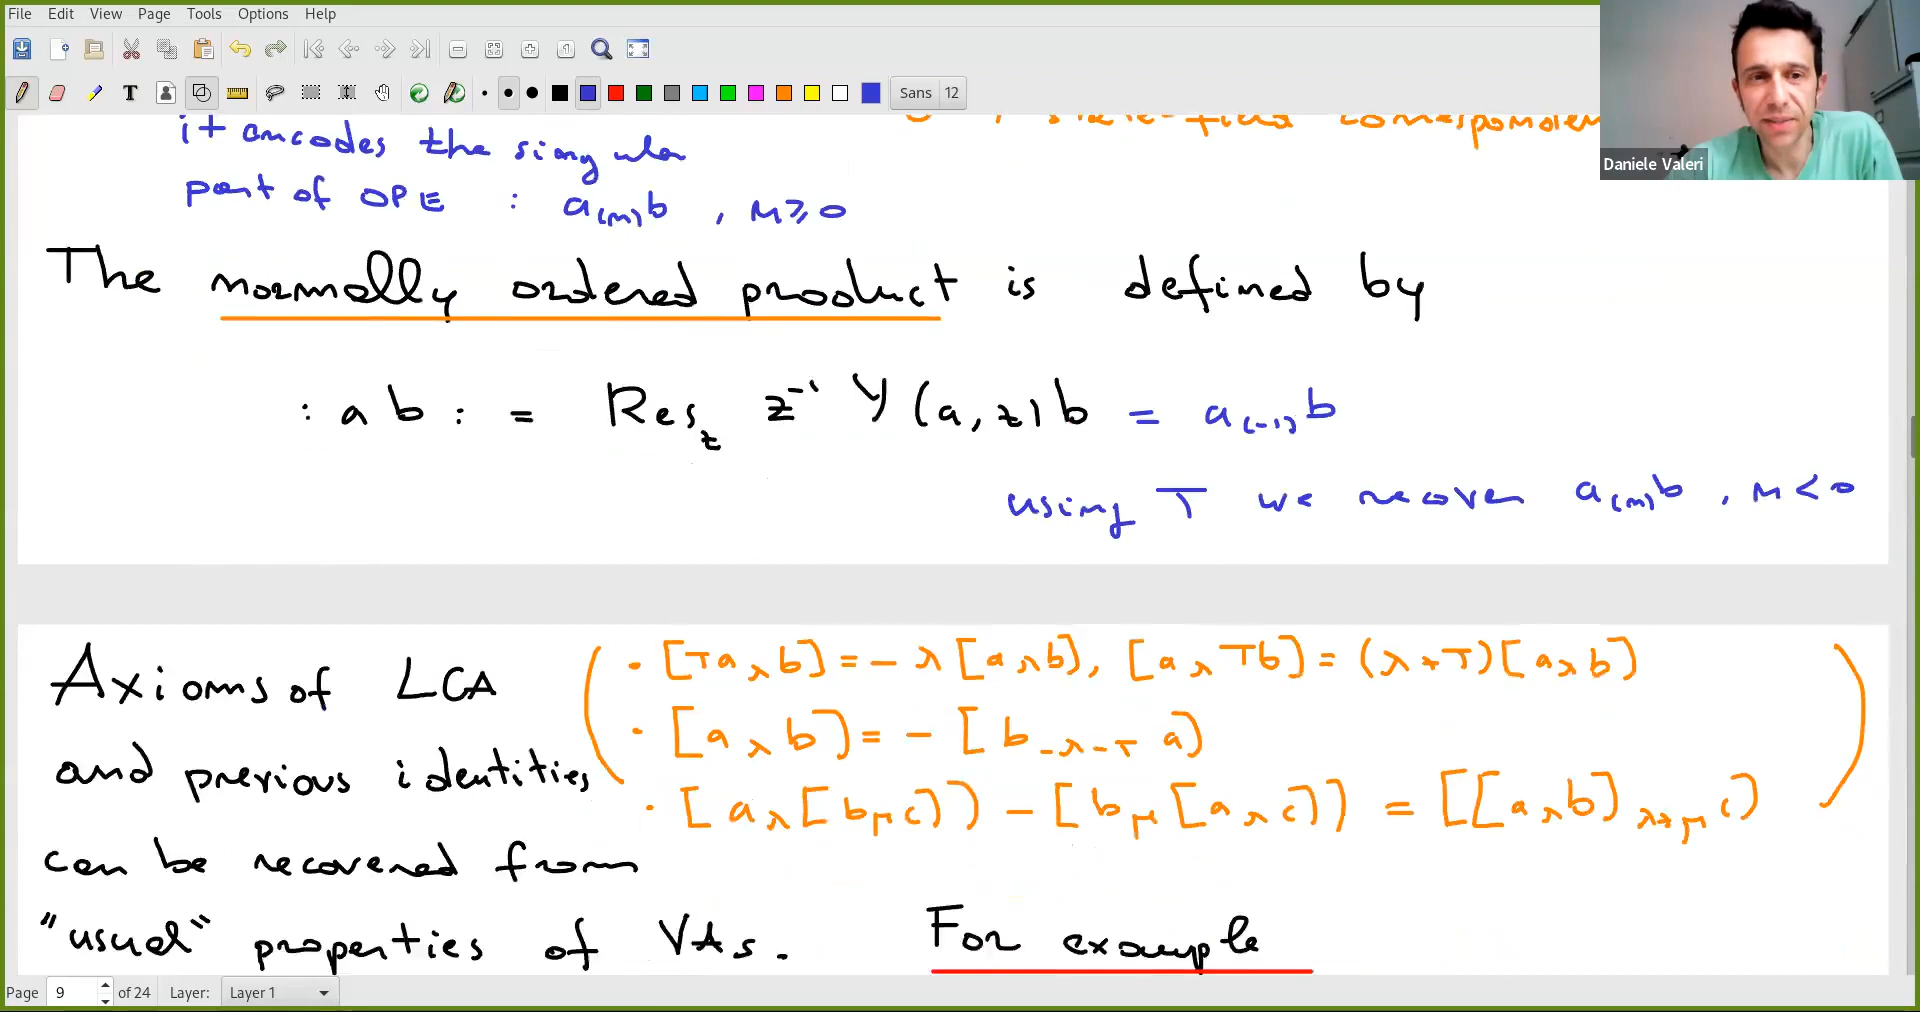 File Edit View Page Tools Options Help
Sans 12
Daniele Valeri
it encodes the singular
part of OPE : a_(n) b , n ≥ 0
state-field correspondence
The normally ordered product is defined by
: a b : = Res_z z^-1 Y(a, z) b = a_(-1) b
using T we recover a_(n) b , n < 0
Axioms of LCA
and previous identities
can be recovered from
"usual" properties of VAs.
( · [Ta_λ b] = - λ [a_λ b], [a_λ Tb] = (λ+T)[a_λ b]
· [a_λ b] = - [b_-λ-T a]
· [a_λ [b_μ c]] - [b_μ [a_λ c]] = [[a_λ b]_λ+μ c] )
For example
Page 9 of 24 Layer: Layer 1